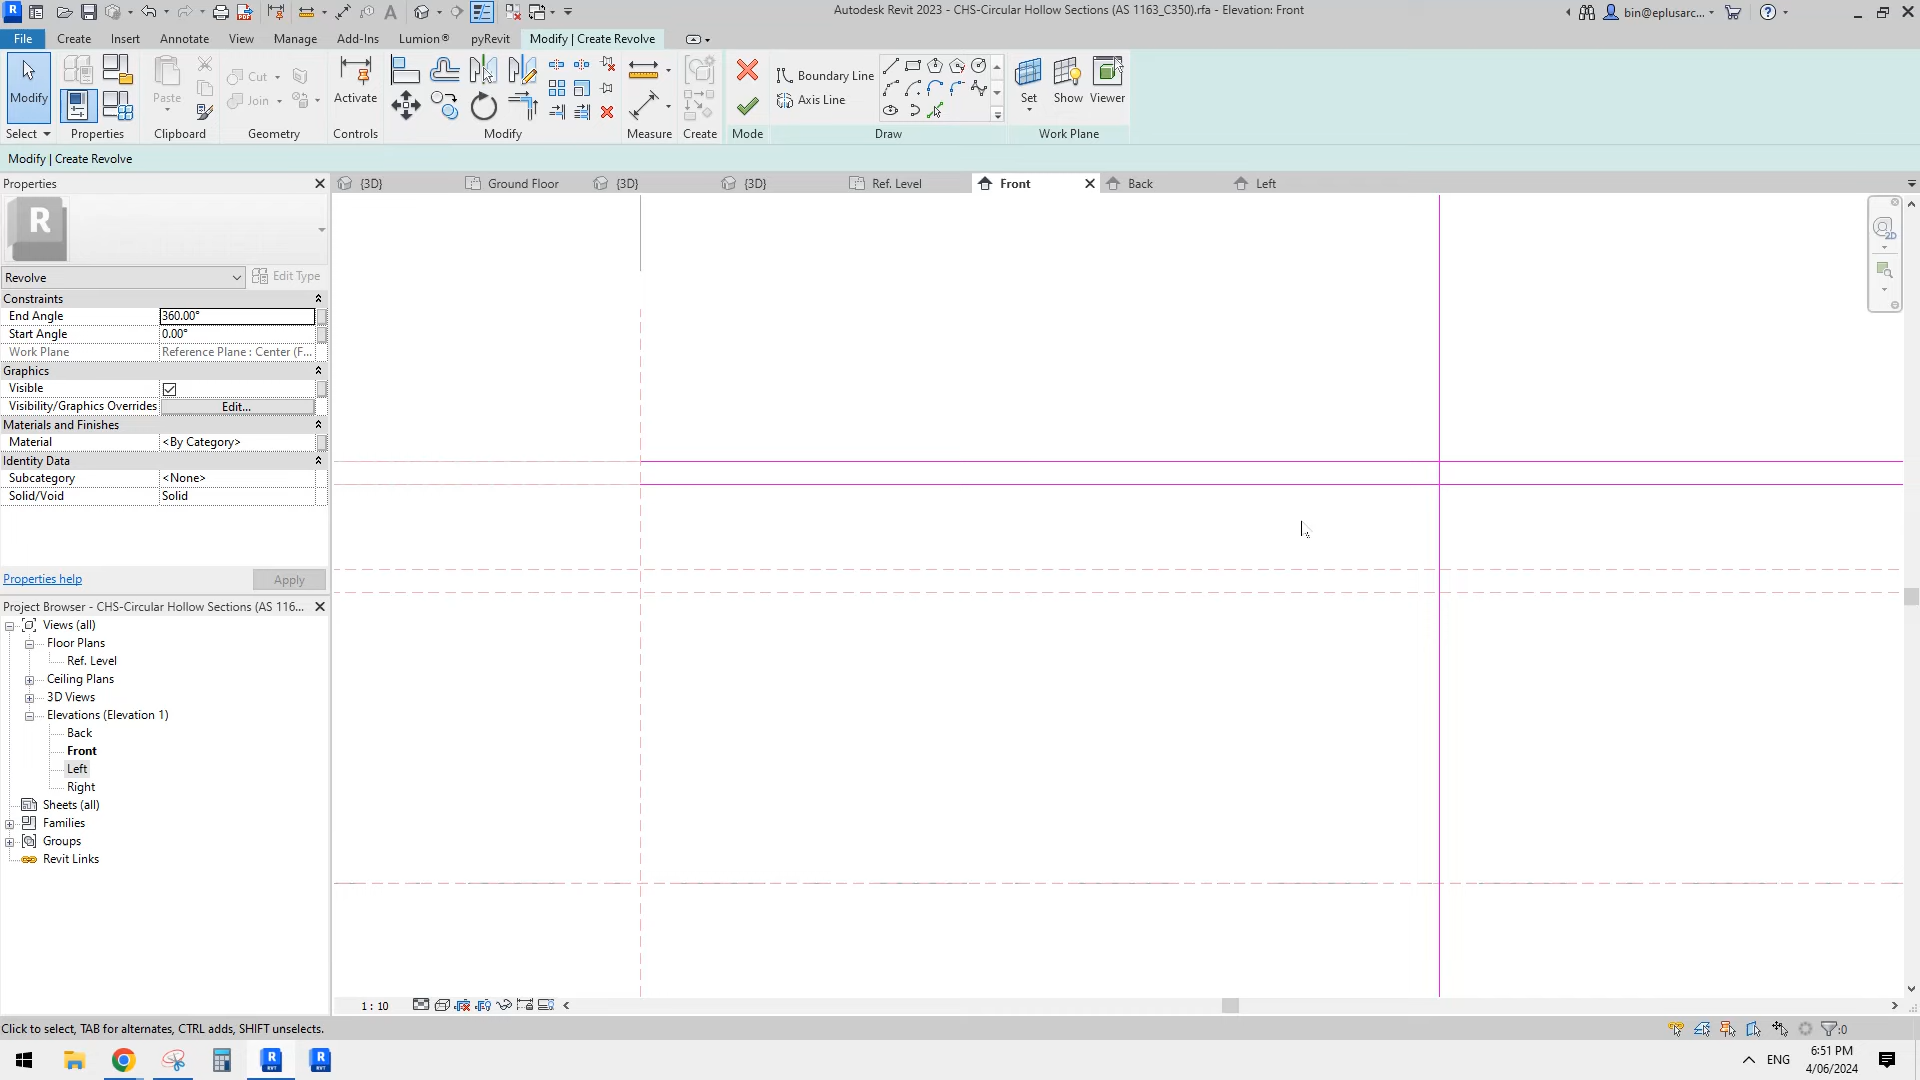 Autodesk Revit 2023 - CHS-Circular Hollow Sections (AS 1163_C350).rfa - Elevation: Front
bin@eplusarc...
File
Create
Insert
Annotate
View
Manage
Add-Ins
Lumion®
pyRevit
Modify | Create Revolve
Modify
Paste
Cut
Join
Activate
Boundary Line
Axis Line
Set
Show
Viewer
Select
Properties
Clipboard
Geometry
Controls
Modify
Measure
Create
Mode
Draw
Work Plane
Modify | Create Revolve
Properties
{3D}
Ground Floor
{3D}
{3D}
Ref. Level
Front
Back
Left
R
2D
Revolve
Edit Type
Constraints
End Angle 360.00°
Start Angle 0.00°
Work Plane Reference Plane : Center (F...
Graphics
Visible
Visibility/Graphics Overrides Edit...
Materials and Finishes
Material <By Category>
Identity Data
Subcategory <None>
Solid/Void Solid
Properties help
Apply
Project Browser - CHS-Circular Hollow Sections (AS 116...
Views (all)
Floor Plans
Ref. Level
Ceiling Plans
3D Views
Elevations (Elevation 1)
Back
Front
Left
Right
Sheets (all)
Families
Groups
Revit Links
1 : 10
Click to select, TAB for alternates, CTRL adds, SHIFT unselects.
:0
R
RVT
R
RVT
ENG
6:51 PM
4/06/2024